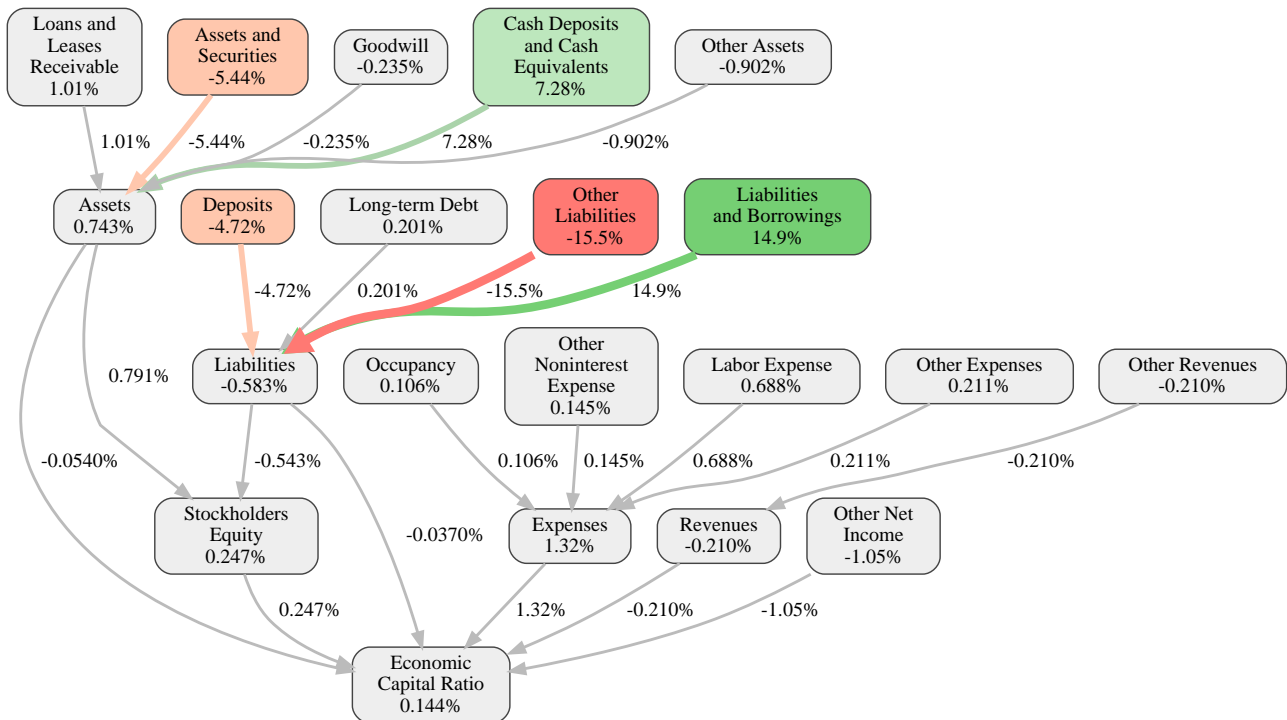 Loans and
Leases
Receivable
1.01%
Assets and
Securities
-5.44%
Goodwill
-0.235%
Cash Deposits
and Cash
Equivalents
7.28%
Other Assets
-0.902%
1.01%
-5.44%
-0.235%
7.28%
-0.902%
Assets
0.743%
Deposits
-4.72%
Long-term Debt
0.201%
Other
Liabilities
-15.5%
Liabilities
and Borrowings
14.9%
-4.72%
0.201%
-15.5%
14.9%
0.791%
Liabilities
-0.583%
Occupancy
0.106%
Other
Noninterest
Expense
0.145%
Labor Expense
0.688%
Other Expenses
0.211%
Other Revenues
-0.210%
-0.0540%
-0.543%
0.106%
0.145%
0.688%
0.211%
-0.210%
Stockholders
Equity
0.247%
-0.0370%
Expenses
1.32%
Revenues
-0.210%
Other Net
Income
-1.05%
0.247%
1.32%
-0.210%
-1.05%
Economic
Capital Ratio
0.144%